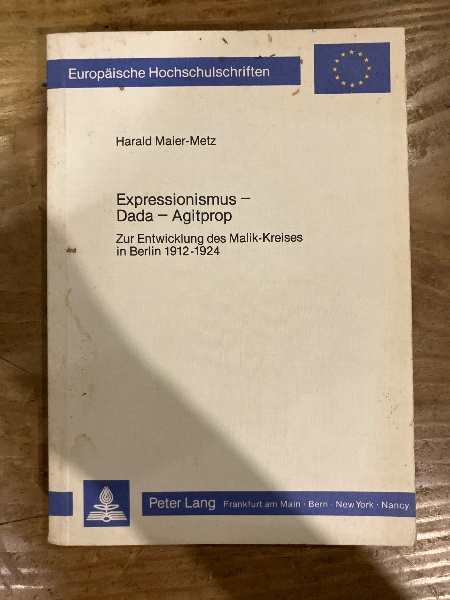 Europäische Hochschulschriften
Harald Maier-Metz
Expressionismus –
Dada – Agitprop
Zur Entwicklung des Malik-Kreises
in Berlin 1912-1924
Peter Lang Frankfurt am Main · Bern · New York · Nancy